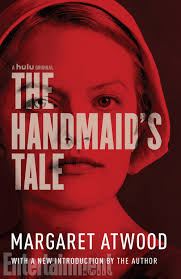 a hulu ORIGINAL
THE
HANDMAID'S
TALE
MARGARET ATWOOD
Entertainment
WITH A NEW INTRODUCTION BY THE AUTHOR